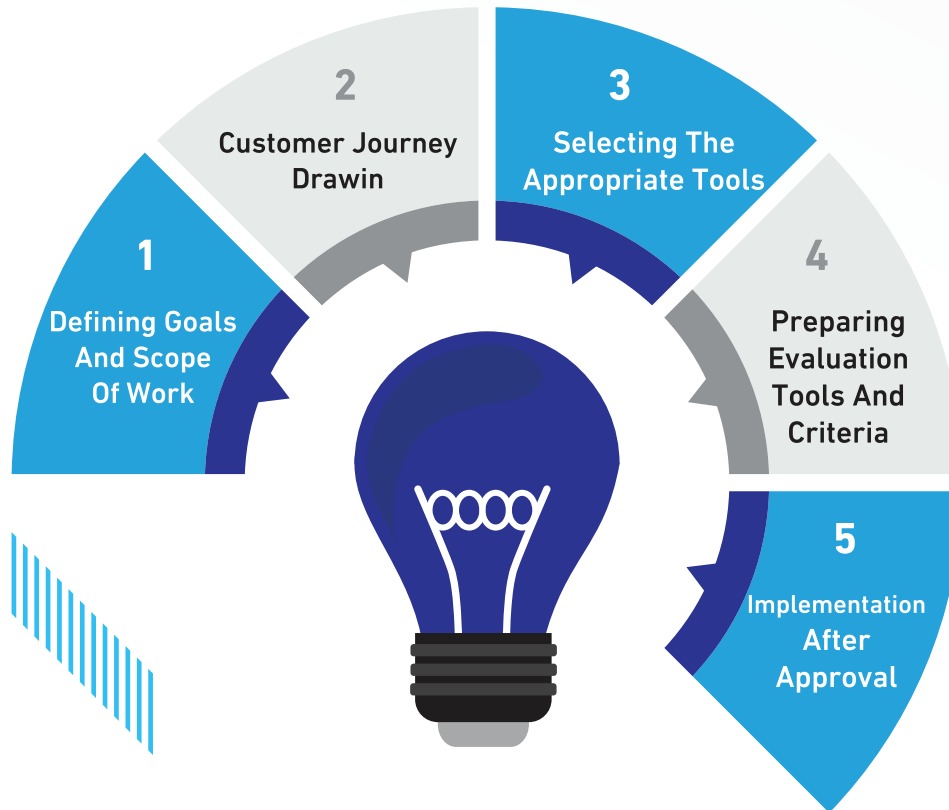 1
Defining Goals
And Scope
Of Work
2
Customer Journey
Drawin
3
Selecting The
Appropriate Tools
4
Preparing
Evaluation
Tools And
Criteria
5
Implementation
After
Approval